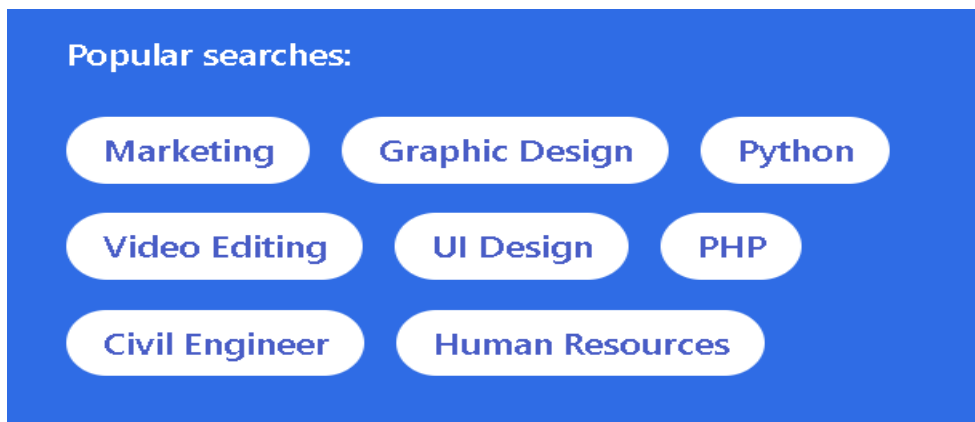 Popular searches:
Marketing Graphic Design Python
Video Editing UI Design PHP
Civil Engineer Human Resources